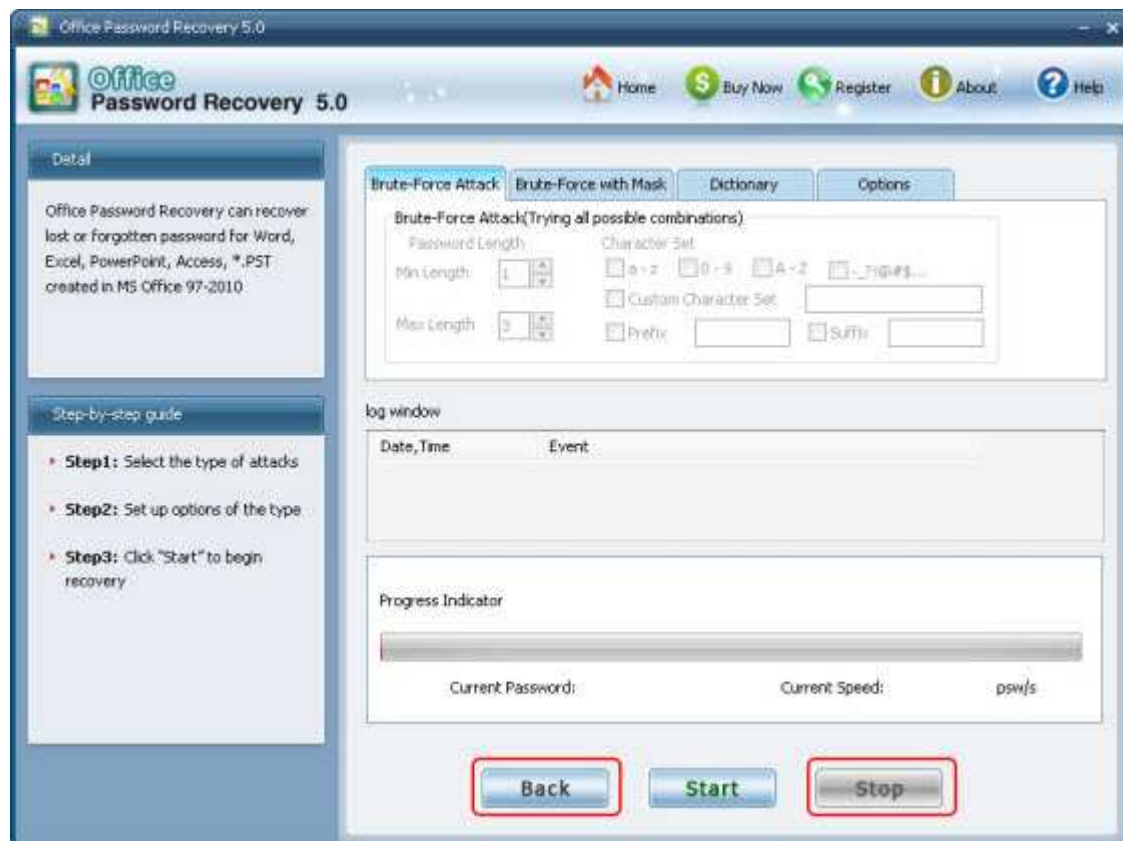 Office Password Recovery 5.0
Office
Password Recovery 5.0
Home
Buy Now
Register
About
Help
Detail
Office Password Recovery can recover
lost or forgotten password for Word,
Excel, PowerPoint, Access, *.PST
created in MS Office 97-2010
Step-by-step guide
Step1: Select the type of attacks
Step2: Set up options of the type
Step3: Click "Start" to begin
recovery
Brute-Force Attack
Brute-Force with Mask
Dictionary
Options
Brute-Force Attack(Trying all possible combinations)
Password Length
Character Set
Min Length
1
a - z
0 - 9
A - Z
Custom Character Set
Max Length
3
Prefix
Suffix
log window
Date,Time
Event
Progress Indicator
Current Password:
Current Speed:
psw/s
Back
Start
Stop